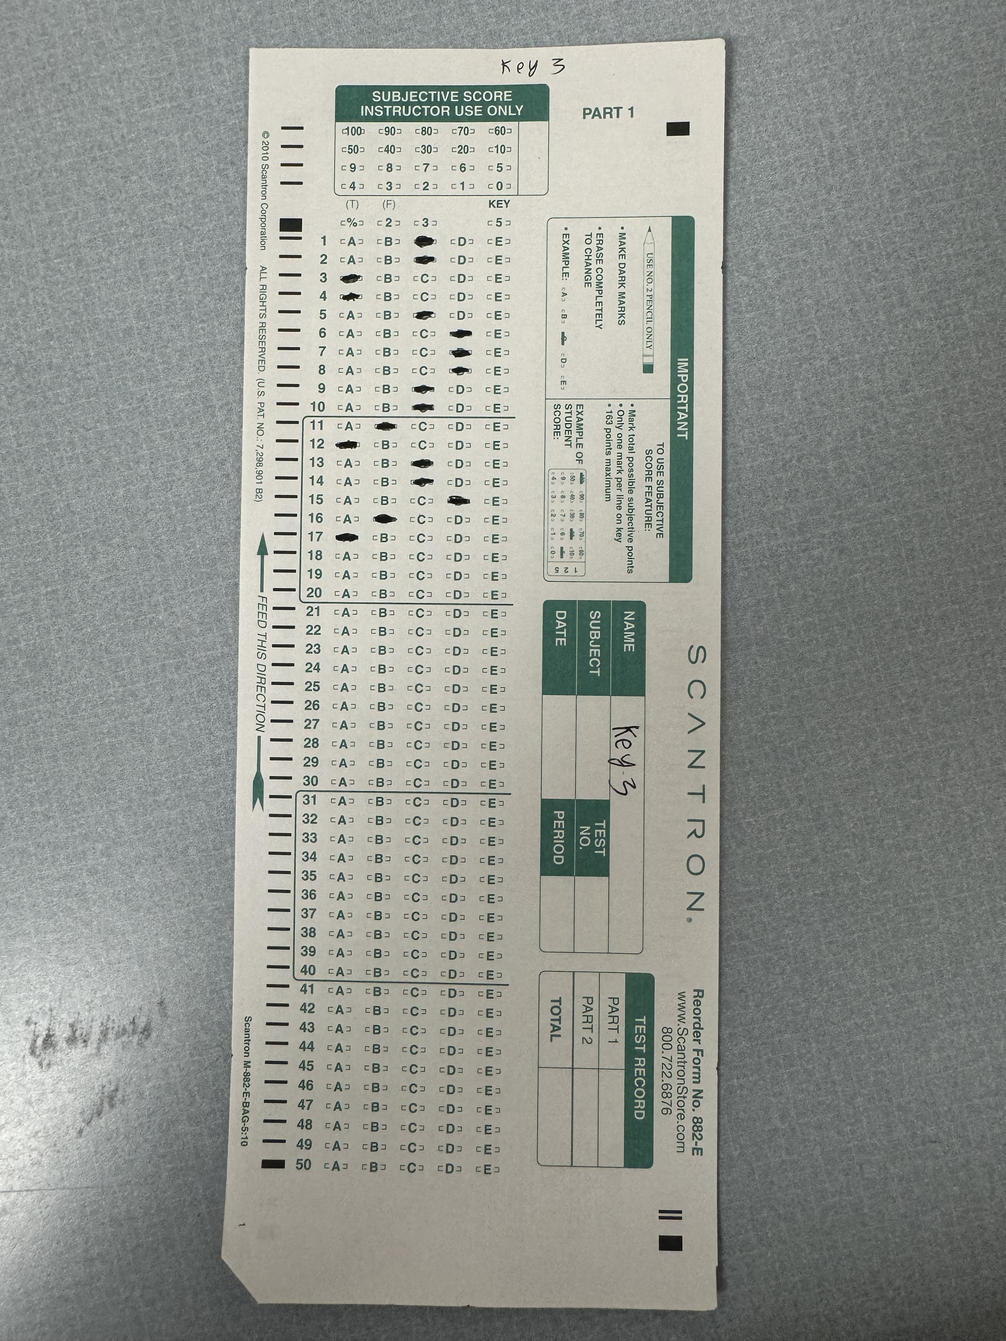 Key 3
SUBJECTIVE SCORE
INSTRUCTOR USE ONLY
100 90 80 70 60
50 40 30 20 10
9 8 7 6 5
4 3 2 1 0
PART 1
(T) (F) KEY
% 2 3 5
1 A B D E
2 A B D E
3 B C D E
4 B C D E
5 A B D E
6 A B C E
7 A B C E
8 A B C E
9 A B D E
10 A B D E
11 A C D E
12 B C D E
13 A B D E
14 A B D E
15 A B C E
16 A C D E
17 B C D E
18 A B C D E
19 A B C D E
20 A B C D E
21 A B C D E
22 A B C D E
23 A B C D E
24 A B C D E
25 A B C D E
26 A B C D E
27 A B C D E
28 A B C D E
29 A B C D E
30 A B C D E
31 A B C D E
32 A B C D E
33 A B C D E
34 A B C D E
35 A B C D E
36 A B C D E
37 A B C D E
38 A B C D E
39 A B C D E
40 A B C D E
41 A B C D E
42 A B C D E
43 A B C D E
44 A B C D E
45 A B C D E
46 A B C D E
47 A B C D E
48 A B C D E
49 A B C D E
50 A B C D E
© 2010 Scantron Corporation ALL RIGHTS RESERVED. (U.S. PAT. NO.: 7,298,901 B2)
FEED THIS DIRECTION
Scantron M-882-E-BAG-5:10
1
IMPORTANT
USE NO. 2 PENCIL ONLY
• MAKE DARK MARKS
• ERASE COMPLETELY
TO CHANGE
• EXAMPLE: A B D E
TO USE SUBJECTIVE
SCORE FEATURE:
• Mark total possible subjective points
• Only one mark per line on key
• 163 points maximum
EXAMPLE OF
STUDENT
SCORE:
SCANTRON®
NAME Key 3
SUBJECT
TEST
NO.
DATE
PERIOD
TEST RECORD
PART 1
PART 2
TOTAL
Reorder Form No. 882-E
www.ScantronStore.com
800.722.6876